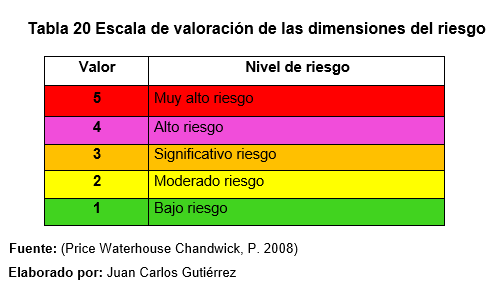 Tabla 20 Escala de valoración de las dimensiones del riesgo
Valor Nivel de riesgo
5 Muy alto riesgo
4 Alto riesgo
3 Significativo riesgo
2 Moderado riesgo
1 Bajo riesgo
Fuente: (Price Waterhouse Chandwick, P. 2008)
Elaborado por: Juan Carlos Gutiérrez